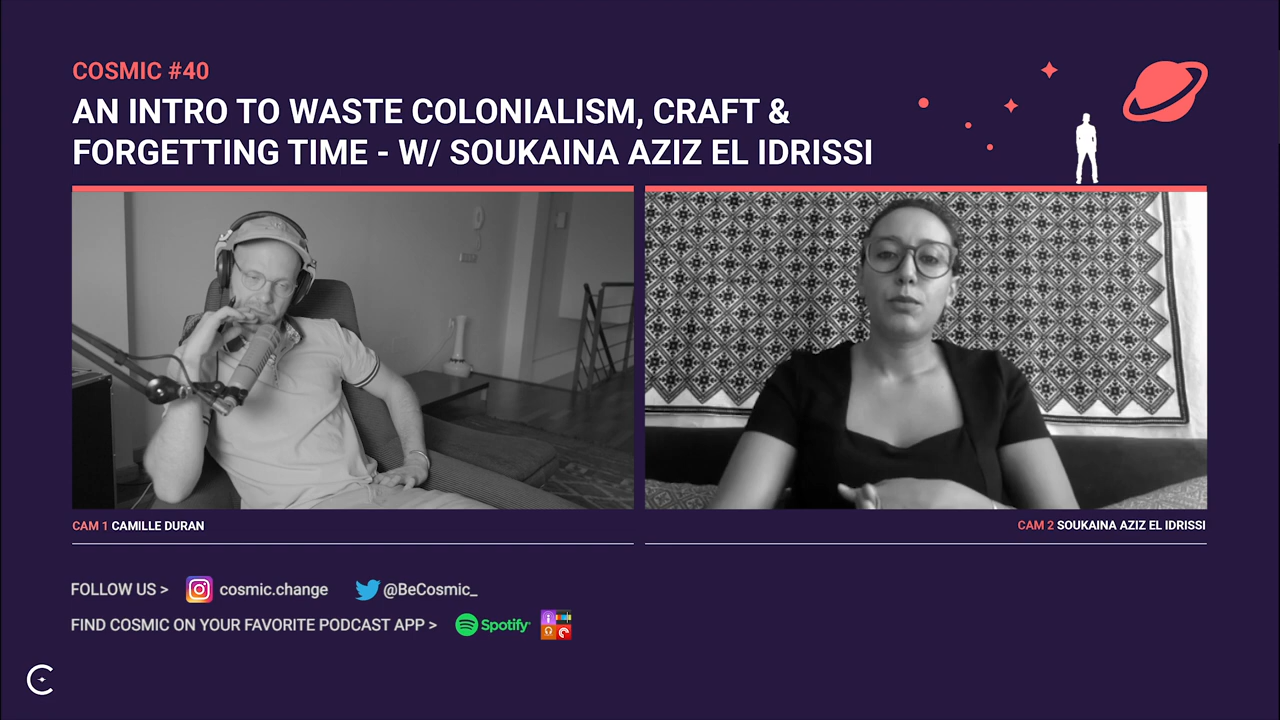 COSMIC #40
AN INTRO TO WASTE COLONIALISM, CRAFT &
FORGETTING TIME - W/ SOUKAINA AZIZ EL IDRISSI
CAM 1 CAMILLE DURAN
CAM 2 SOUKAINA AZIZ EL IDRISSI
FOLLOW US > cosmic.change @BeCosmic_
FIND COSMIC ON YOUR FAVORITE PODCAST APP > Spotify